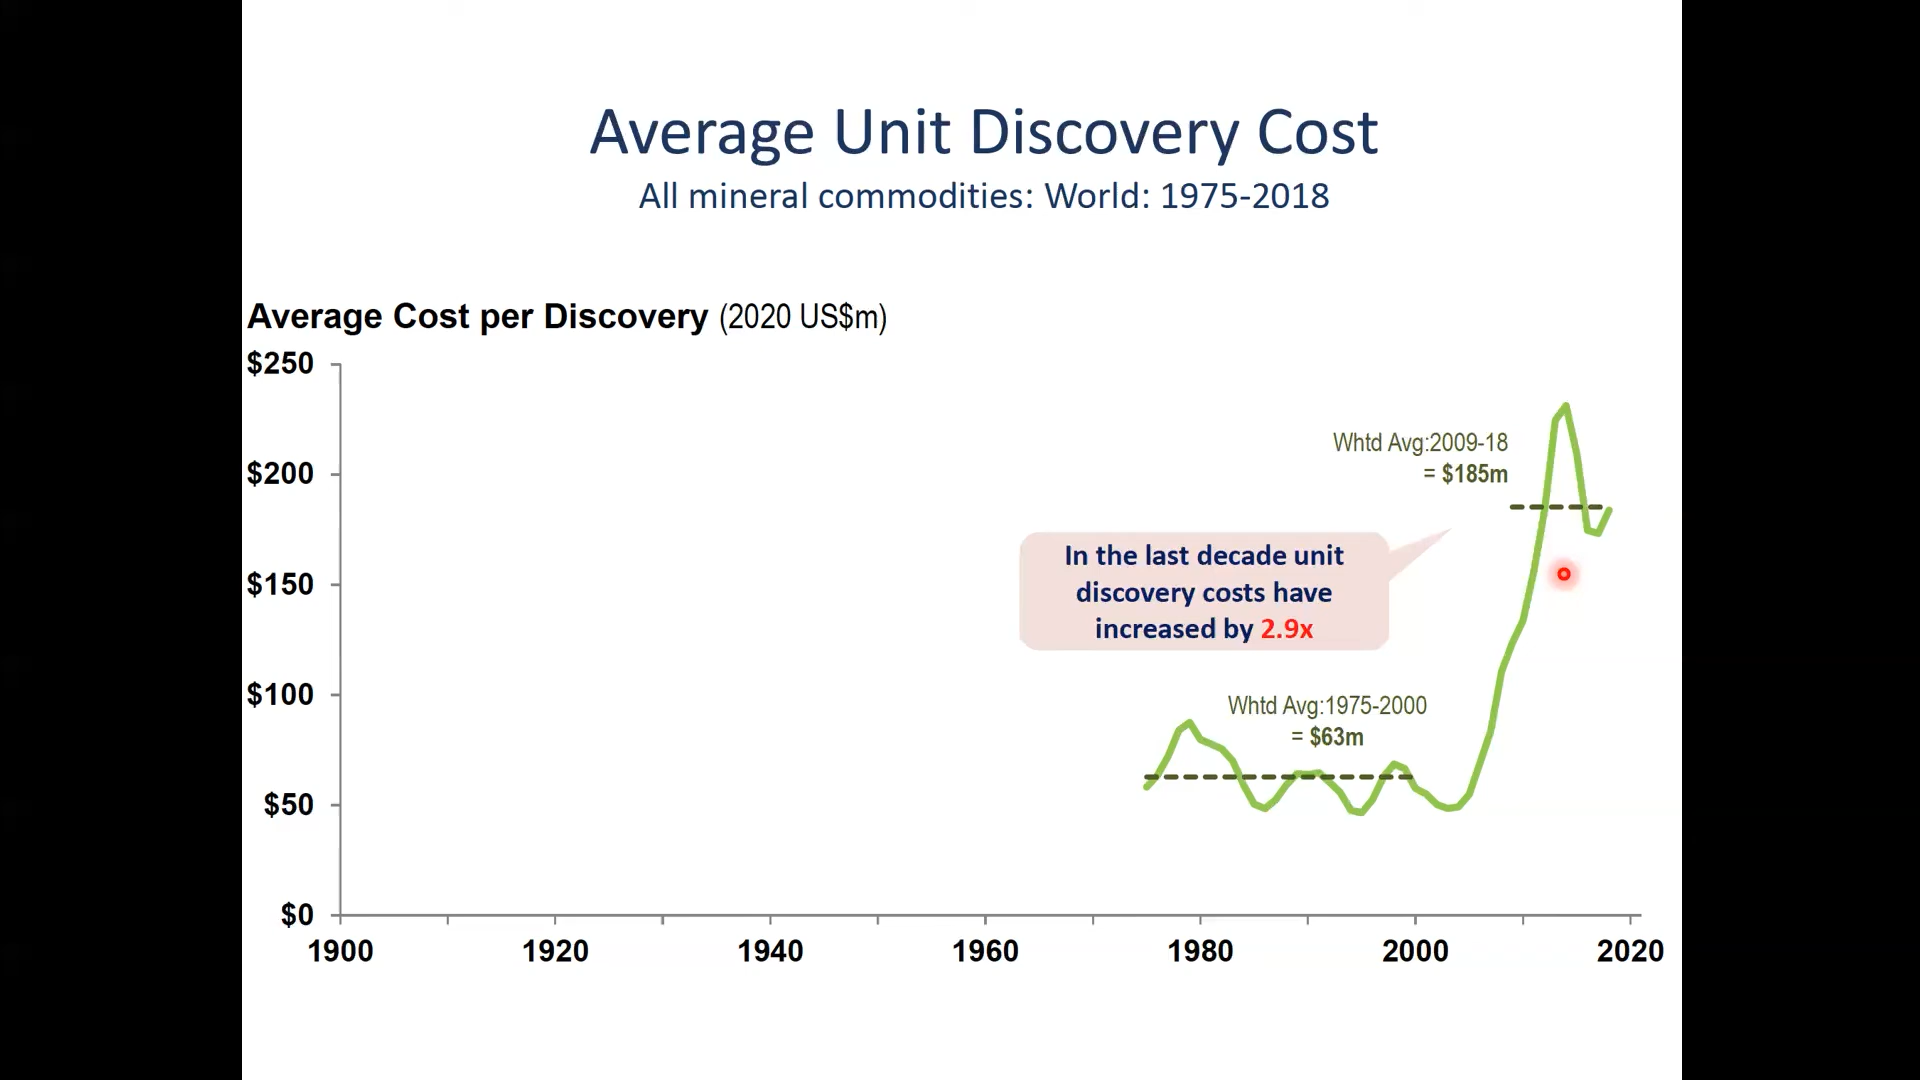 Average Unit Discovery Cost
All mineral commodities: World: 1975-2018
Average Cost per Discovery (2020 US$m)
$250
$200
$150
$100
$50
$0
Whtd Avg:2009-18
= $185m
In the last decade unit
discovery costs have
increased by 2.9x
Whtd Avg:1975-2000
= $63m
1900 1920 1940 1960 1980 2000 2020